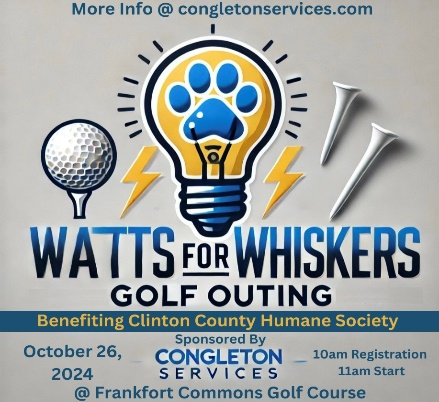 More Info @ congletonservices.com
WATTS FOR WHISKERS
GOLF OUTING
Benefiting Clinton County Humane Society
October 26,
2024
Sponsored By
CONGLETON
SERVICES
10am Registration
11am Start
@ Frankfort Commons Golf Course